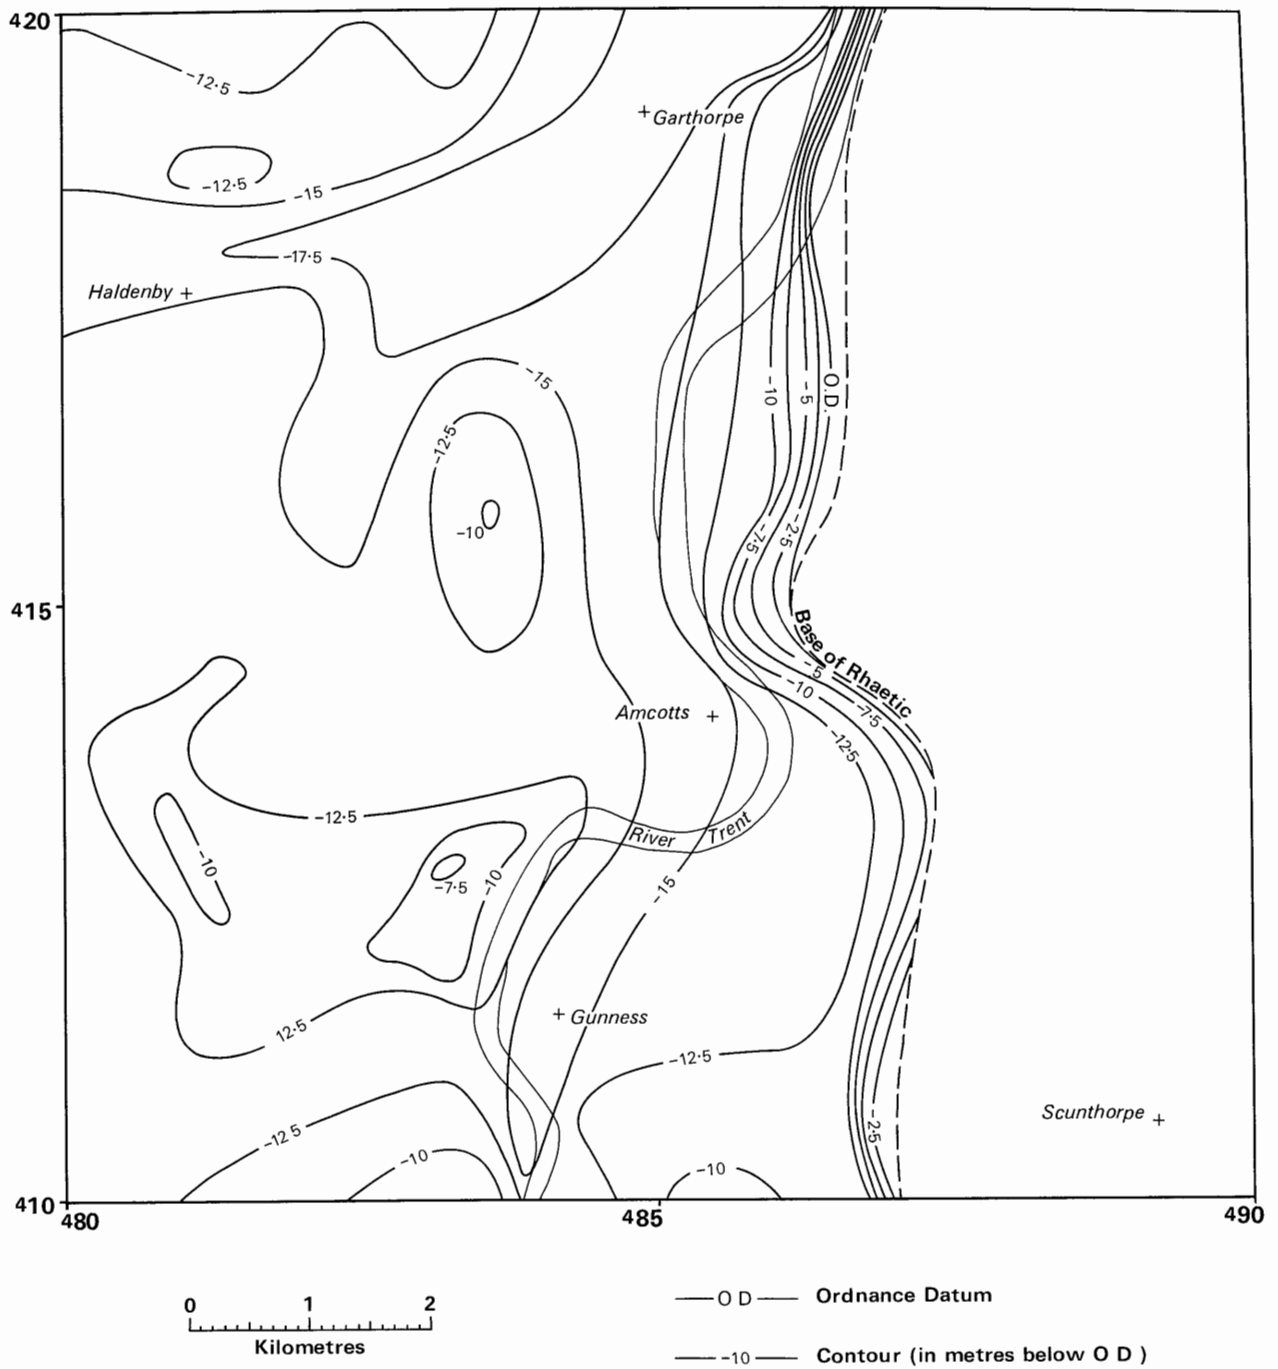 420
-12·5
+Garthorpe
-12·5
-15
-17·5
Haldenby +
-15
-10
-5
O.D.
-12·5
-10
-7·5
-2·5
415
Base of Rhaetic
-5
-10
-7·5
Amcotts +
-12·5
-12·5
River Trent
-10
-7·5
-10
-15
+ Gunness
12·5
-12·5
Scunthorpe +
-2·5
-12 5
-10
-10
410
480
485
490
0 1 2
Kilometres
O D Ordnance Datum
-10 Contour (in metres below O D )